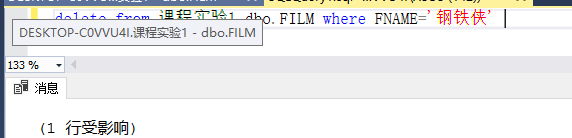 delete from 课程实验1.dbo.FILM where FNAME='钢铁侠'
DESKTOP-C0VVU4I.课程实验1 - dbo.FILM
133 %
消息
(1 行受影响)